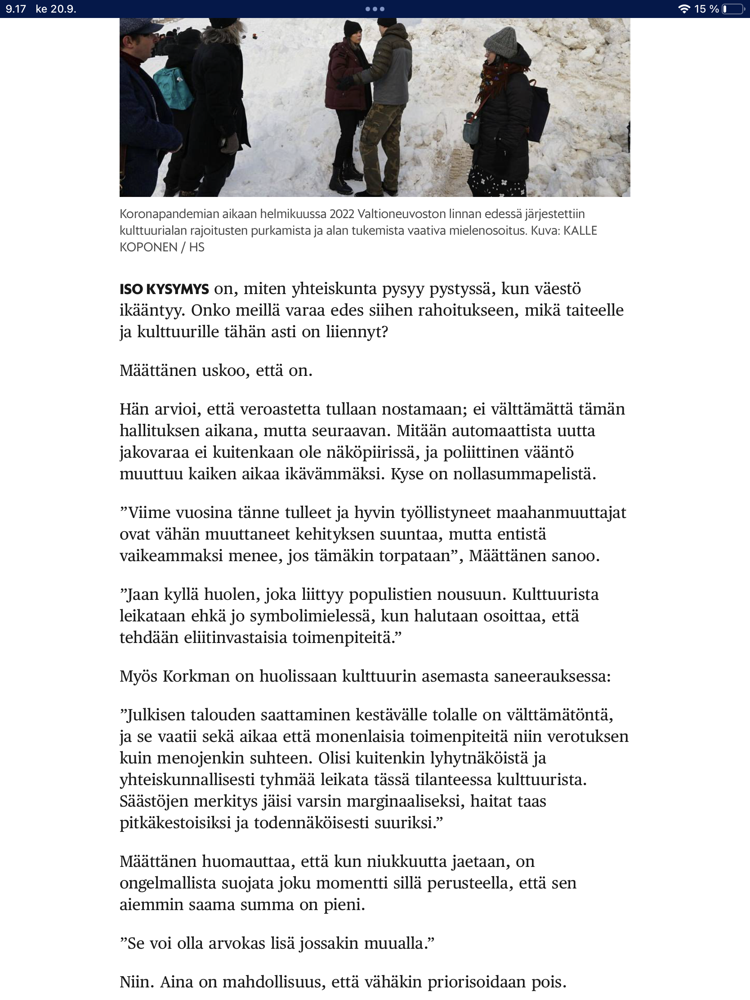 9.17 ke 20.9.
15 %
Koronapandemian aikaan helmikuussa 2022 Valtioneuvoston linnan edessä järjestettiin
kulttuurialan rajoitusten purkamista ja alan tukemista vaativa mielenosoitus. Kuva: KALLE
KOPONEN / HS
ISO KYSYMYS on, miten yhteiskunta pysyy pystyssä, kun väestö
ikääntyy. Onko meillä varaa edes siihen rahoitukseen, mikä taiteelle
ja kulttuurille tähän asti on liiennyt?
Määttänen uskoo, että on.
Hän arvioi, että veroastetta tullaan nostamaan; ei välttämättä tämän
hallituksen aikana, mutta seuraavan. Mitään automaattista uutta
jakovaraa ei kuitenkaan ole näköpiirissä, ja poliittinen vääntö
muuttuu kaiken aikaa ikävämmäksi. Kyse on nollasummapelistä.
”Viime vuosina tänne tulleet ja hyvin työllistyneet maahanmuuttajat
ovat vähän muuttaneet kehityksen suuntaa, mutta entistä
vaikeammaksi menee, jos tämäkin torpataan”, Määttänen sanoo.
”Jaan kyllä huolen, joka liittyy populistien nousuun. Kulttuurista
leikataan ehkä jo symbolimielessä, kun halutaan osoittaa, että
tehdään eliitinvastaisia toimenpiteitä.”
Myös Korkman on huolissaan kulttuurin asemasta saneerauksessa:
”Julkisen talouden saattaminen kestävälle tolalle on välttämätöntä,
ja se vaatii sekä aikaa että monenlaisia toimenpiteitä niin verotuksen
kuin menojenkin suhteen. Olisi kuitenkin lyhytnäköistä ja
yhteiskunnallisesti tyhmää leikata tässä tilanteessa kulttuurista.
Säästöjen merkitys jäisi varsin marginaaliseksi, haitat taas
pitkäkestoisiksi ja todennäköisesti suuriksi.”
Määttänen huomauttaa, että kun niukkuutta jaetaan, on
ongelmallista suojata joku momentti sillä perusteella, että sen
aiemmin saama summa on pieni.
”Se voi olla arvokas lisä jossakin muualla.”
Niin. Aina on mahdollisuus, että vähäkin priorisoidaan pois.